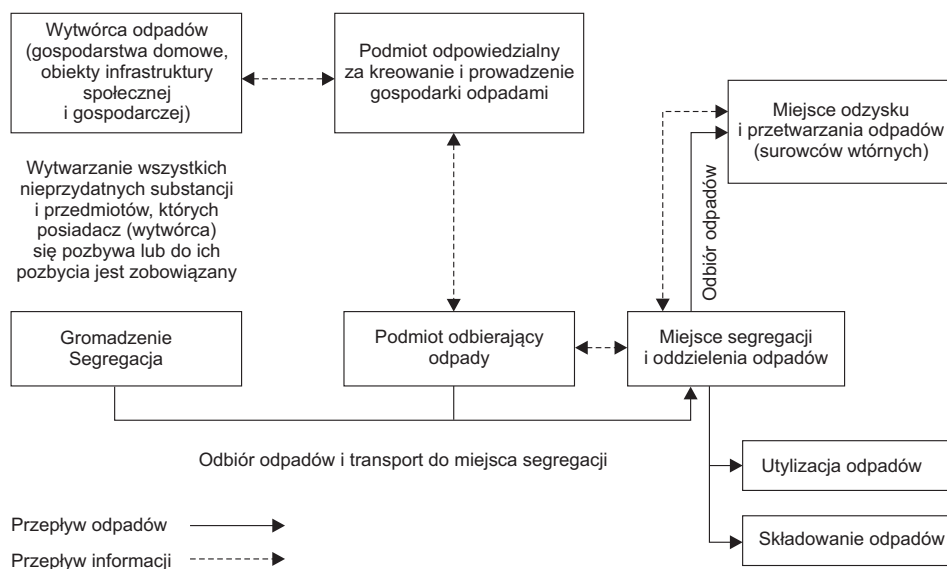 Wytwórca odpadów
(gospodarstwa domowe,
obiekty infrastruktury
społecznej
i gospodarczej)
Podmiot odpowiedzialny
za kreowanie i prowadzenie
gospodarki odpadami
Miejsce odzysku
i przetwarzania odpadów
(surowców wtórnych)
Wytwarzanie wszystkich
nieprzydatnych substancji
i przedmiotów, których
posiadacz (wytwórca)
się pozbywa lub do ich
pozbycia jest zobowiązany
Odbiór odpadów
Gromadzenie
Segregacja
Podmiot odbierający
odpady
Miejsce segregacji
i oddzielenia odpadów
Odbiór odpadów i transport do miejsca segregacji
Utylizacja odpadów
Składowanie odpadów
Przepływ odpadów
Przepływ informacji